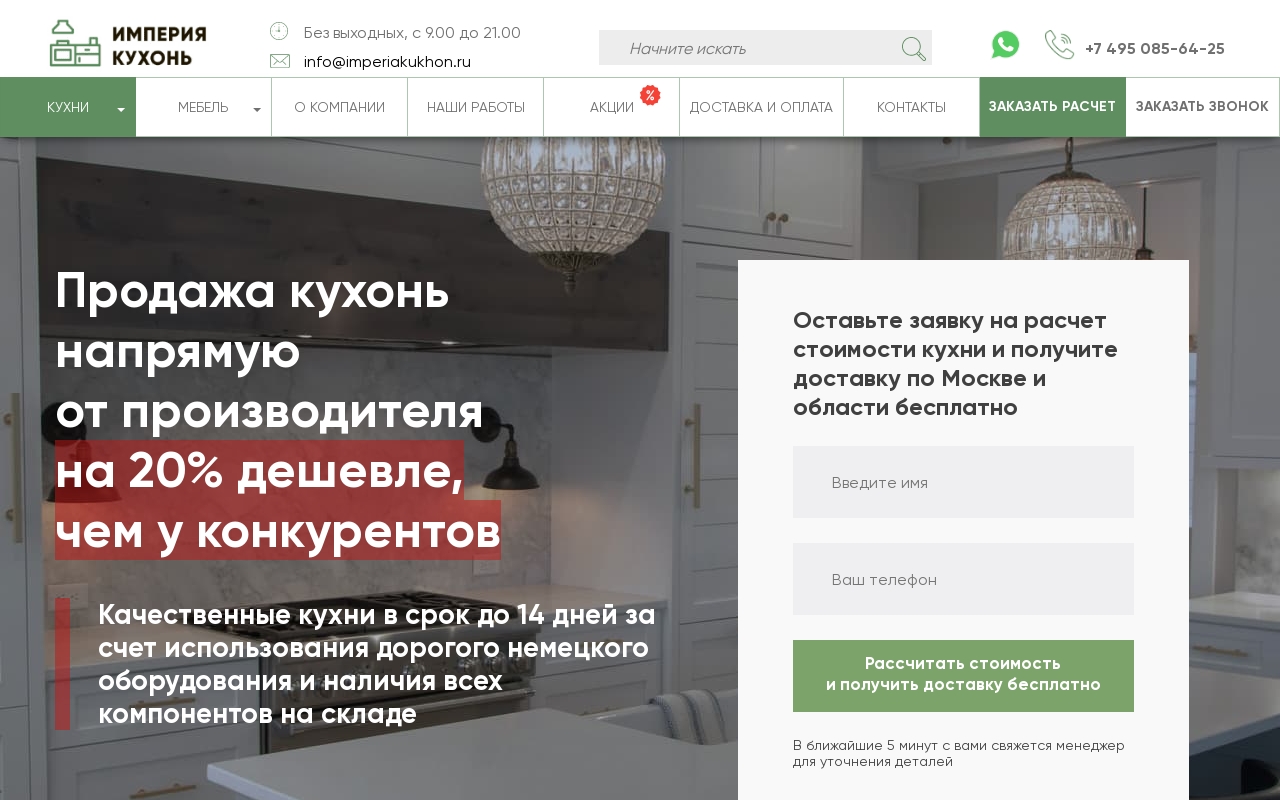 ИМПЕРИЯ
КУХОНЬ
Без выходных, с 9.00 до 21.00
info@imperiakukhon.ru
Начните искать
+7 495 085-64-25
КУХНИ
МЕБЕЛЬ
О КОМПАНИИ
НАШИ РАБОТЫ
АКЦИИ
%
ДОСТАВКА И ОПЛАТА
КОНТАКТЫ
ЗАКАЗАТЬ РАСЧЕТ
ЗАКАЗАТЬ ЗВОНОК
Продажа кухонь
напрямую
от производителя
на 20% дешевле,
чем у конкурентов
Качественные кухни в срок до 14 дней за
счет использования дорогого немецкого
оборудования и наличия всех
компонентов на складе
Оставьте заявку на расчет
стоимости кухни и получите
доставку по Москве и
области бесплатно
Введите имя
Ваш телефон
Рассчитать стоимость
и получить доставку бесплатно
В ближайшие 5 минут с вами свяжется менеджер
для уточнения деталей